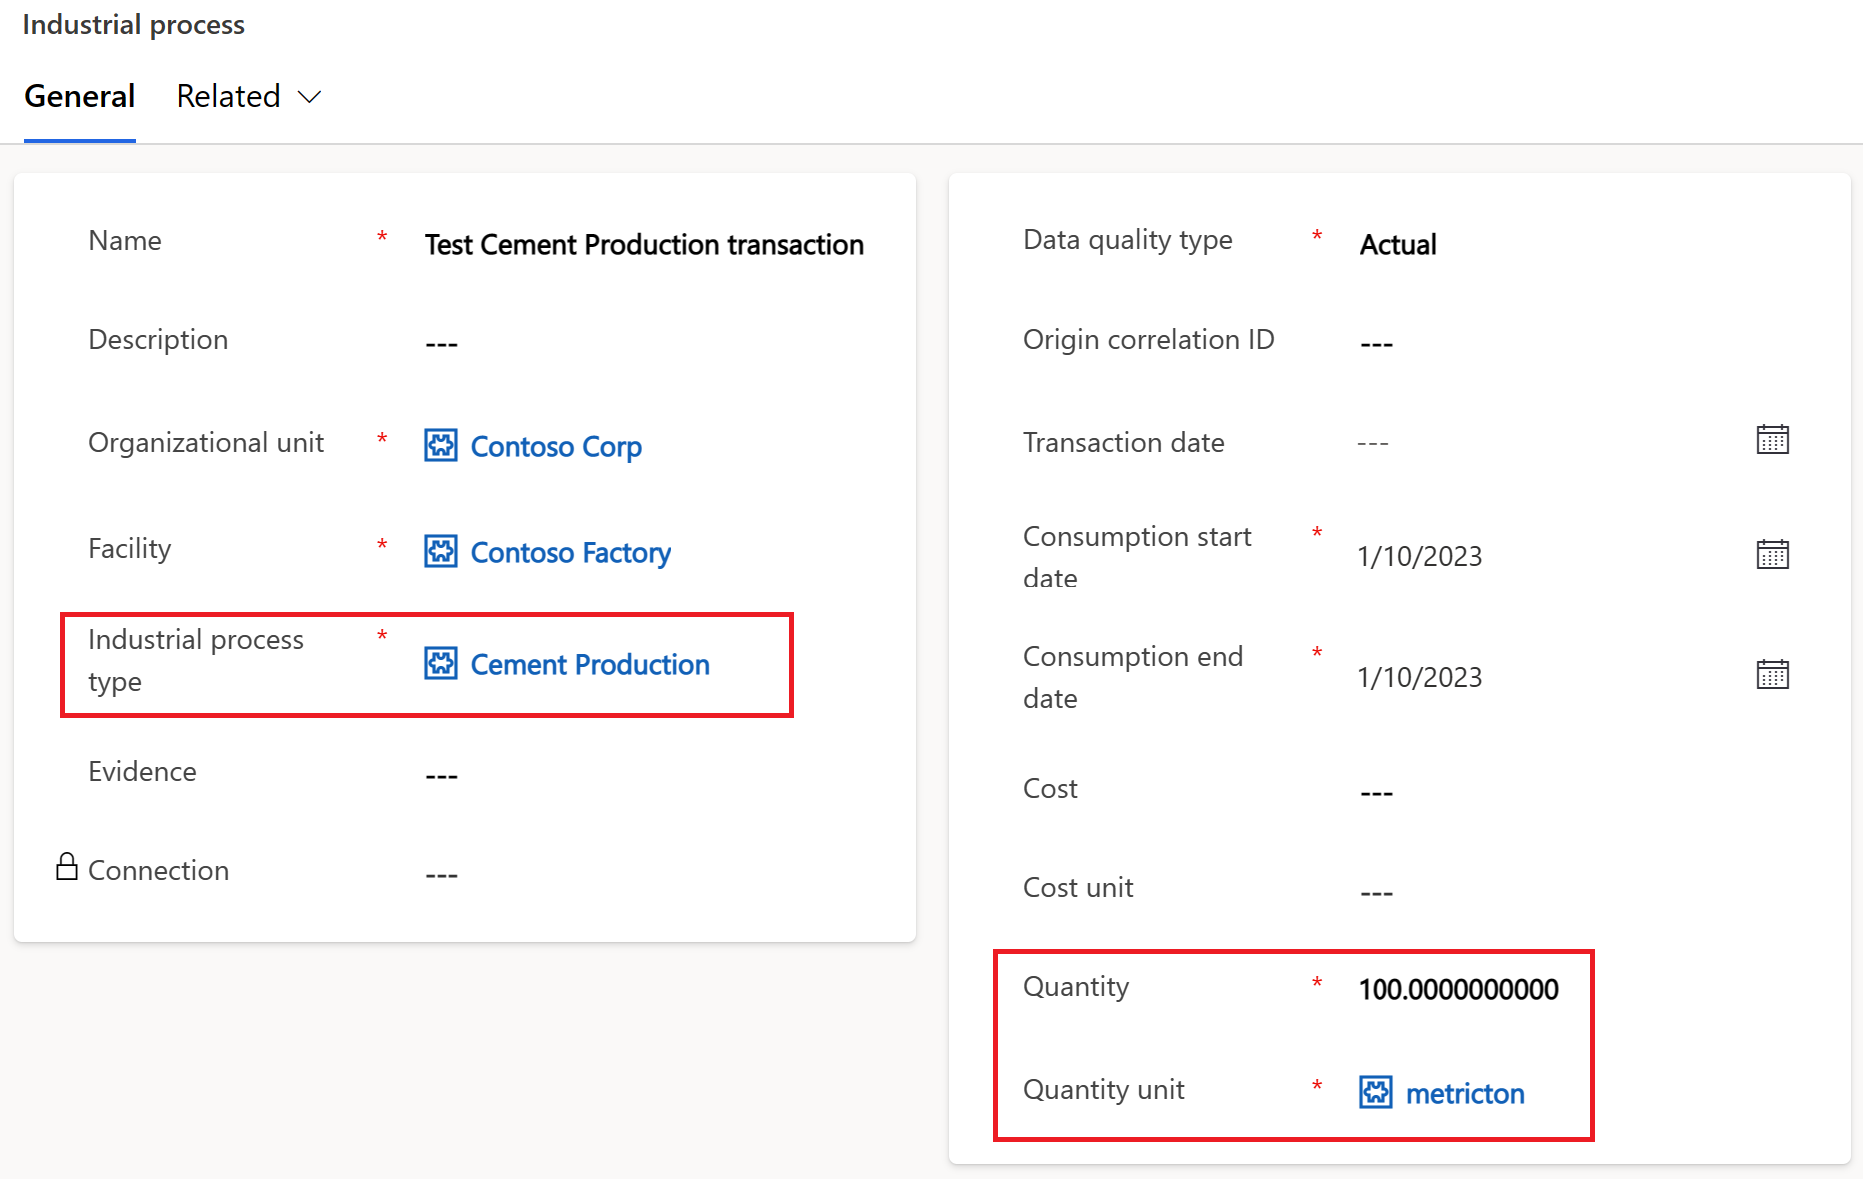 Industrial process
General Related
Name * Test Cement Production transaction
Description ---
Organizational unit * Contoso Corp
Facility * Contoso Factory
Industrial process
type * Cement Production
Evidence ---
Connection ---
Data quality type * Actual
Origin correlation ID ---
Transaction date ---
Consumption start
date * 1/10/2023
Consumption end
date * 1/10/2023
Cost ---
Cost unit ---
Quantity * 100.0000000000
Quantity unit * metricton